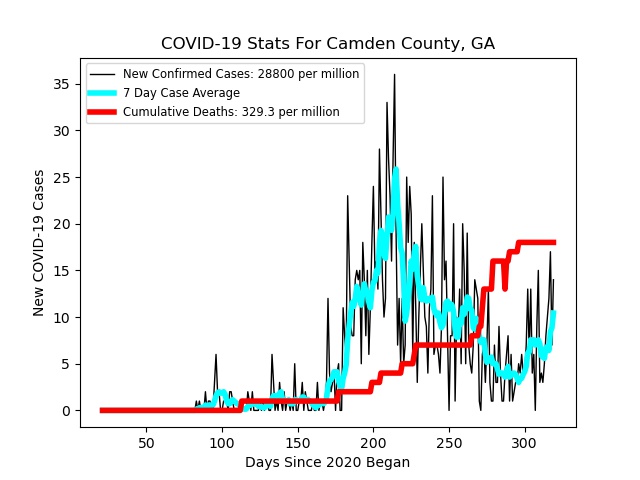 COVID-19 Stats For Camden County, GA
New Confirmed Cases: 28800 per million
7 Day Case Average
Cumulative Deaths: 329.3 per million
New COVID-19 Cases
35
30
25
20
15
10
5
0
50 100 150 200 250 300
Days Since 2020 Began